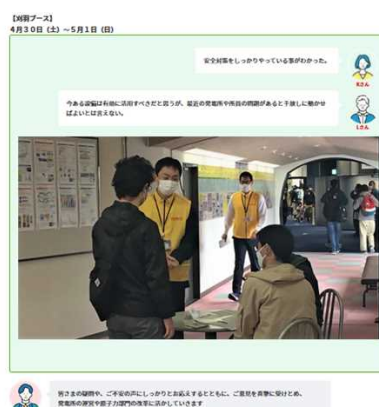 【刈羽ブース】
4月30日（土）～5月1日（日）
安全対策をしっかりやっている事がわかった。
Kさん
今ある設備は有効に活用すべきだと思うが、最近の発電所や所員の問題があると手放しに動かせ
ばよいとは言えない。
Lさん
皆さまの疑問や、ご不安の声にしっかりとお応えするとともに、ご意見を真摯に受けとめ、
発電所の運営や原子力部門の改革に活かしていきます